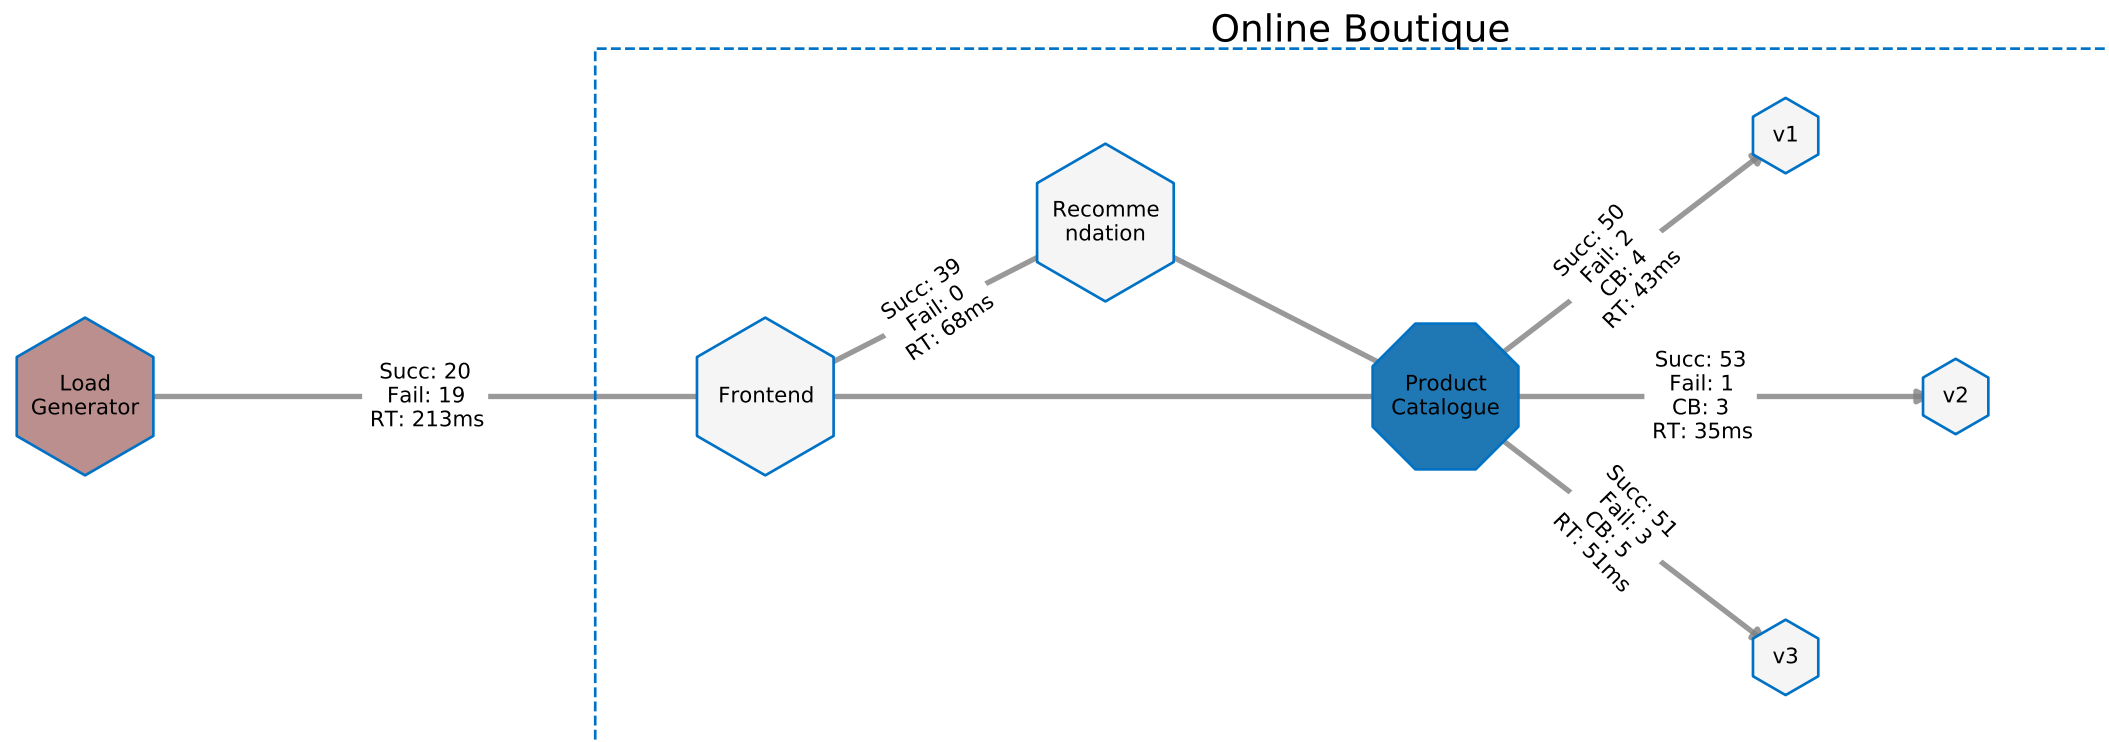 Online Boutique
v1
Recomme
ndation
Succ: 50
Fail: 2
CB: 4
RT: 43ms
Succ: 39
Fail: 0
RT: 68ms
Load
Generator
Succ: 20
Fail: 19
RT: 213ms
Frontend
Product
Catalogue
Succ: 53
Fail: 1
CB: 3
RT: 35ms
v2
Succ: 51
Fail: 3
CB: 5
RT: 51ms
v3